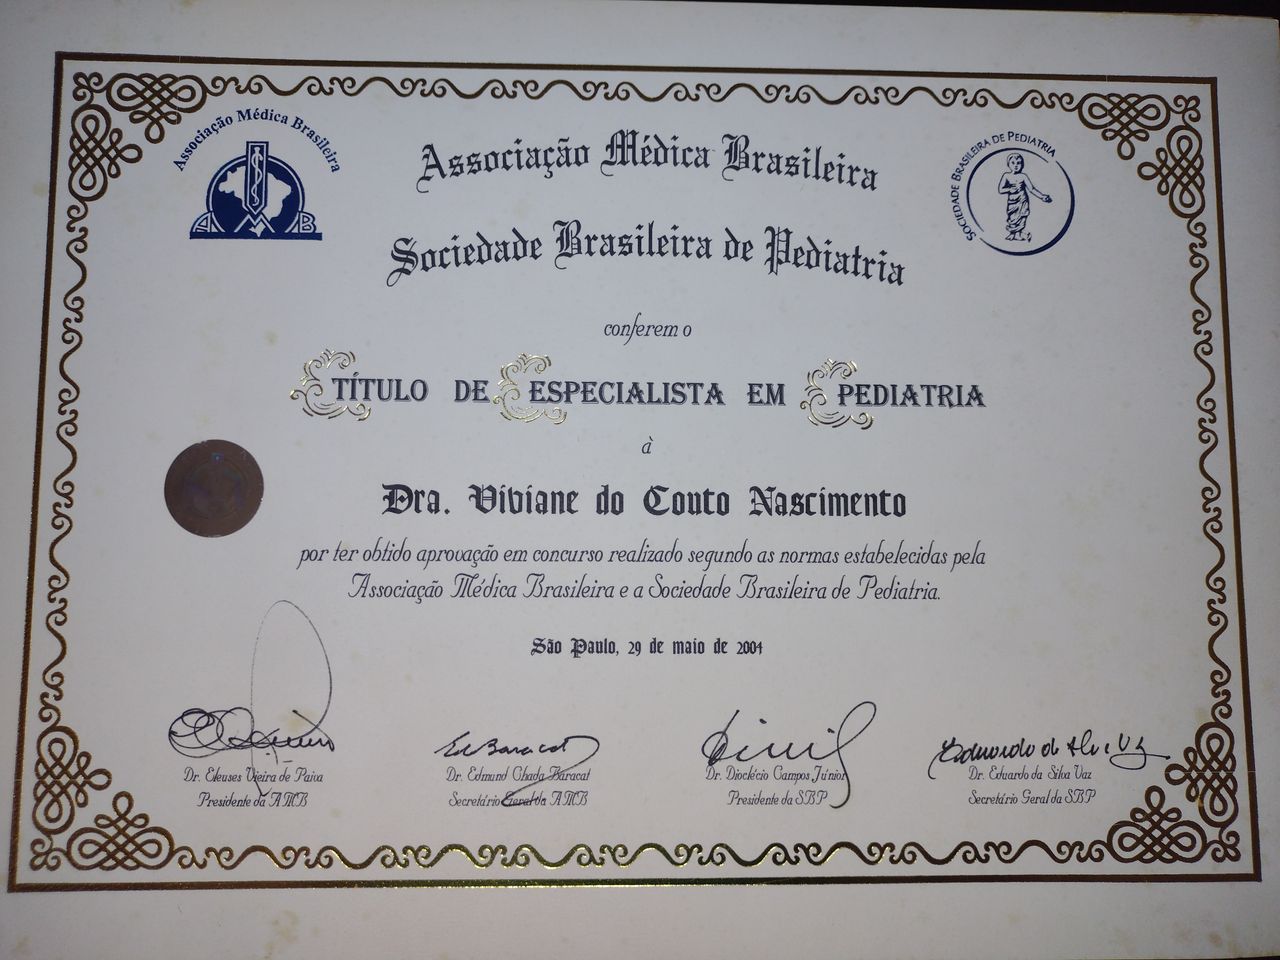 Associação Médica Brasileira
SOCIEDADE BRASILEIRA DE PEDIATRIA
AMB
Associação Médica Brasileira
Sociedade Brasileira de Pediatria
conferem o
TÍTULO DE ESPECIALISTA EM PEDIATRIA
à
Dra. Viviane do Couto Nascimento
por ter obtido aprovação em concurso realizado segundo as normas estabelecidas pela
Associação Médica Brasileira e a Sociedade Brasileira de Pediatria.
São Paulo, 29 de maio de 2004
Dr. Eleuses Vieira de Paiva
Presidente da AMB
Dr. Edmund Chada Baracat
Secretário Geral da AMB
Dr. Dioclécio Campos Júnior
Presidente da SBP
Dr. Eduardo da Silva Vaz
Secretário Geral da SBP